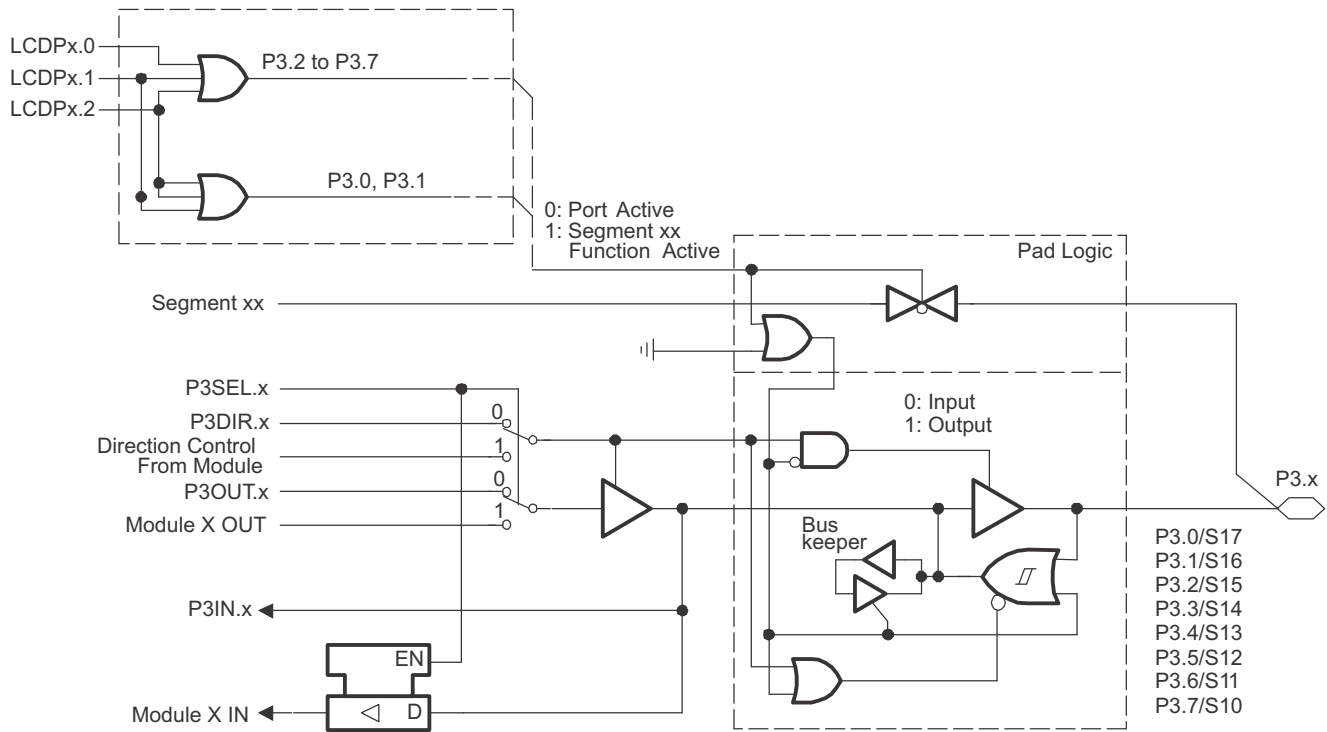 LCDPx.0
LCDPx.1
LCDPx.2
P3.2 to P3.7
P3.0, P3.1
0: Port Active
1: Segment xx
Function Active
Pad Logic
Segment xx
P3SEL.x
P3DIR.x
Direction Control
From Module
P3OUT.x
Module X OUT
0
1
0
1
0: Input
1: Output
Bus
keeper
P3.x
P3IN.x
EN
D
Module X IN
P3.0/S17
P3.1/S16
P3.2/S15
P3.3/S14
P3.4/S13
P3.5/S12
P3.6/S11
P3.7/S10